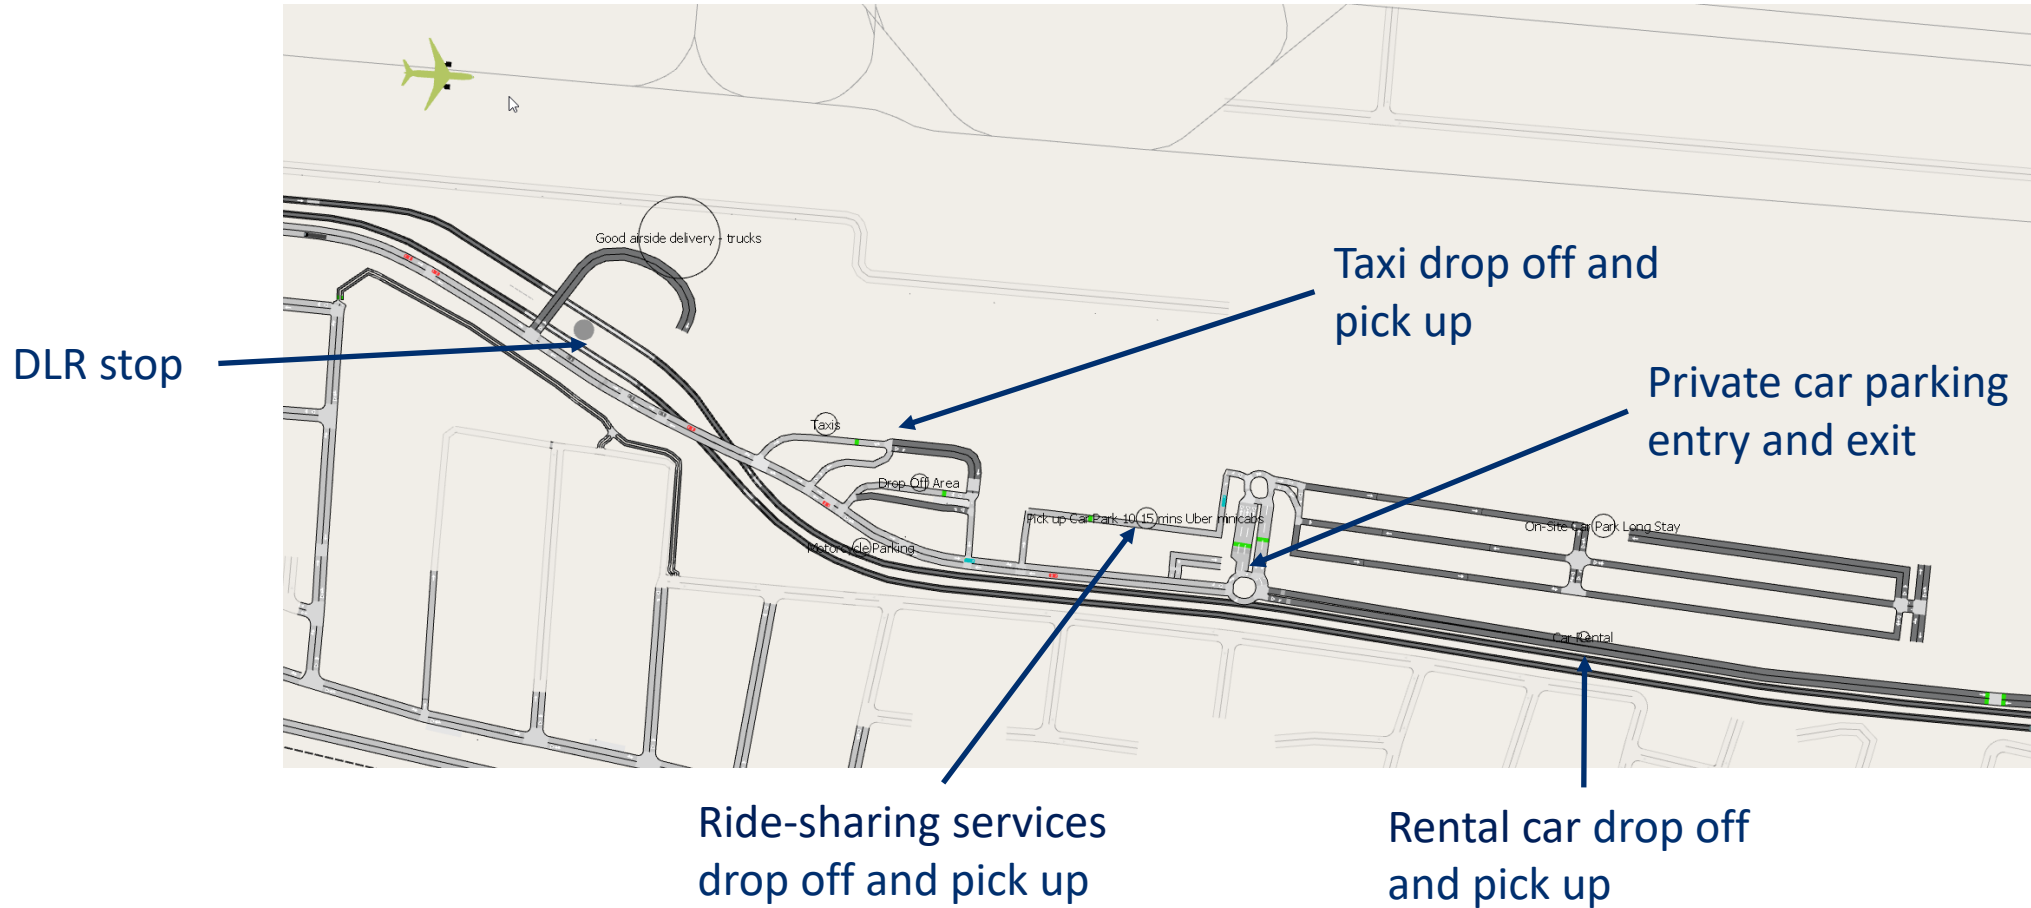 Good airside delivery - trucks
Taxi drop off and
pick up
DLR stop
Private car parking
entry and exit
Taxis
Drop Off Area
Pick up Car Park 10 15 mins Uber minicabs
On-Site Car Park Long Stay
Motorcycle Parking
Car Rental
Ride-sharing services
drop off and pick up
Rental car drop off
and pick up